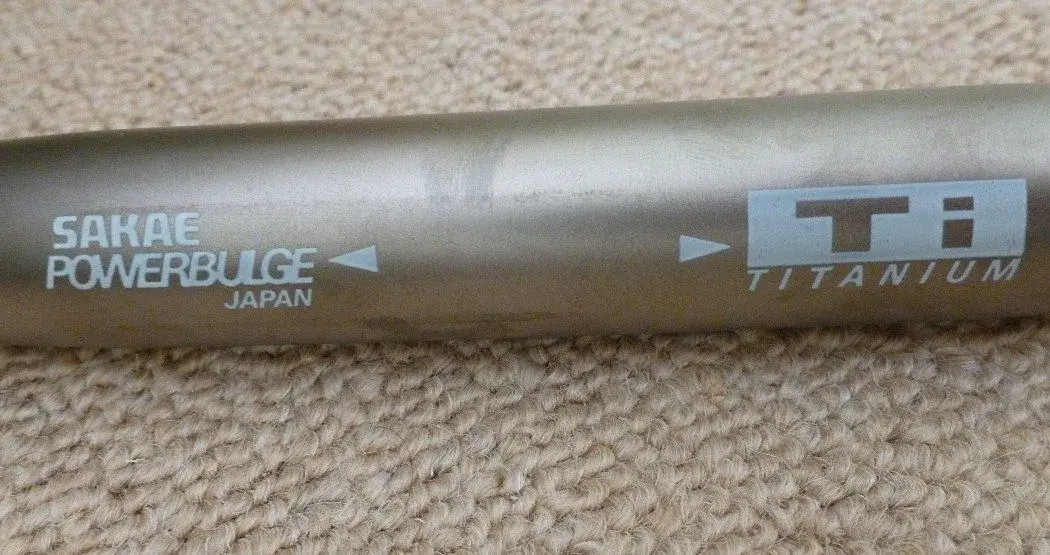 SAKAE
POWERBULGE
JAPAN
Ti
TITANIUM